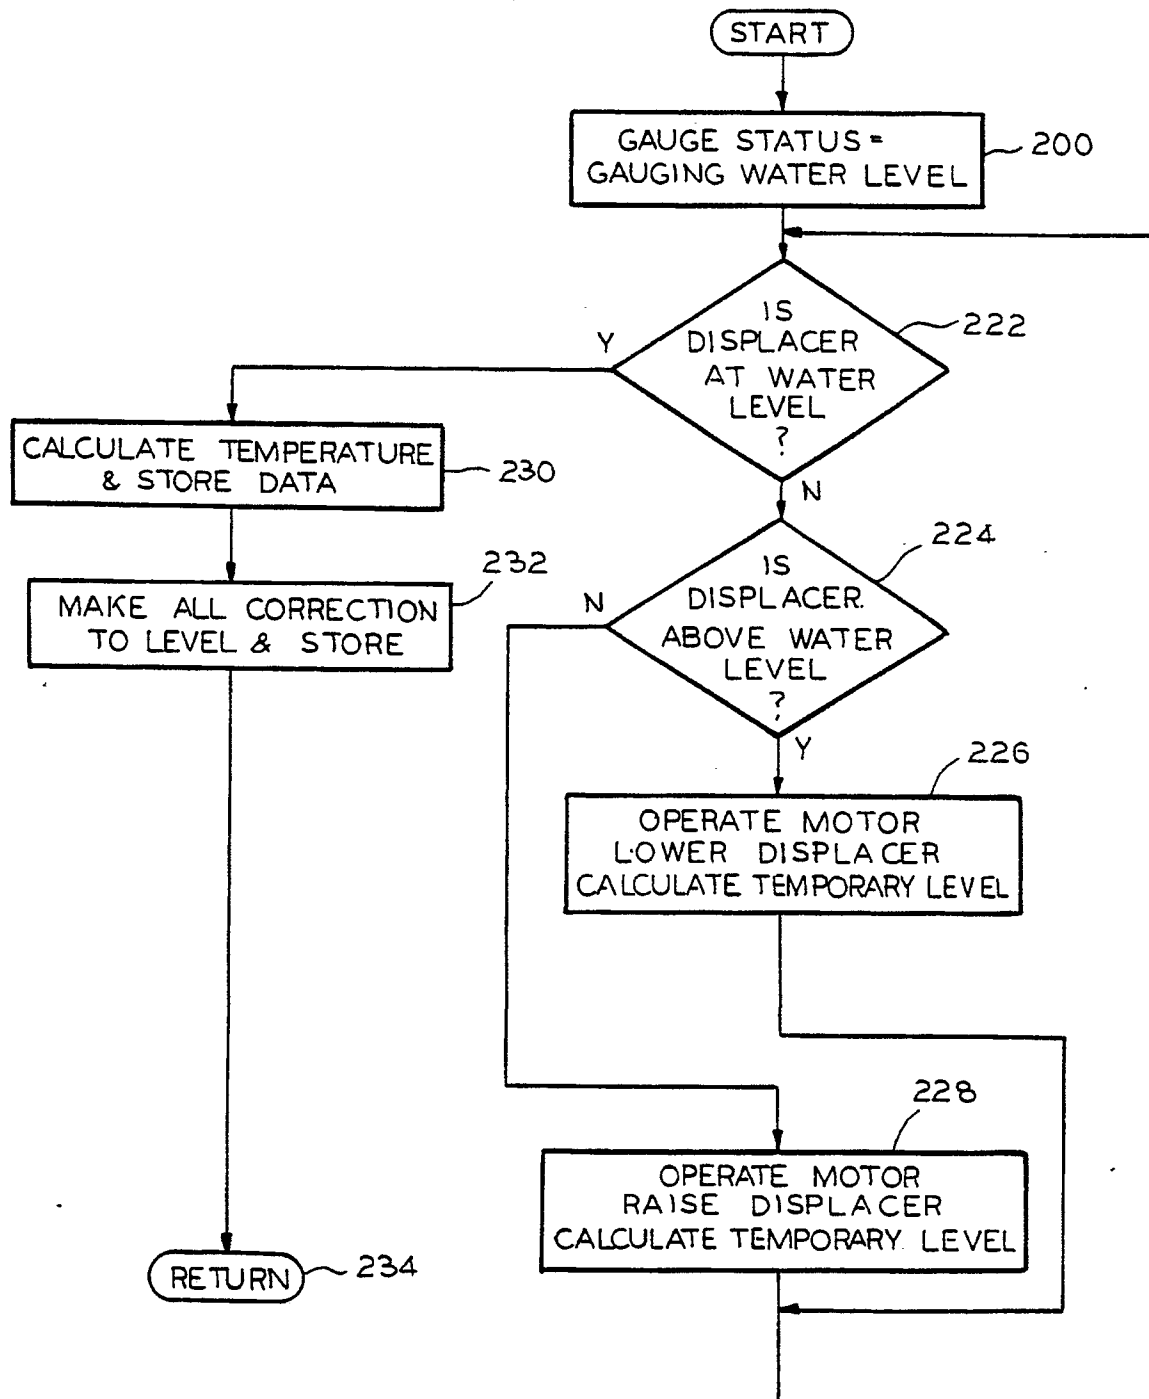 START
GAUGE STATUS =
GAUGING WATER LEVEL
200
IS
DISPLACER
AT WATER
LEVEL
?
222
Y
N
CALCULATE TEMPERATURE
& STORE DATA
230
MAKE ALL CORRECTION
TO LEVEL & STORE
232
IS
DISPLACER.
ABOVE WATER
LEVEL
?
224
N
Y
OPERATE MOTOR
LOWER DISPLACER
CALCULATE TEMPORARY LEVEL
226
OPERATE MOTOR
RAISE DISPLACER
CALCULATE TEMPORARY LEVEL
228
RETURN
234